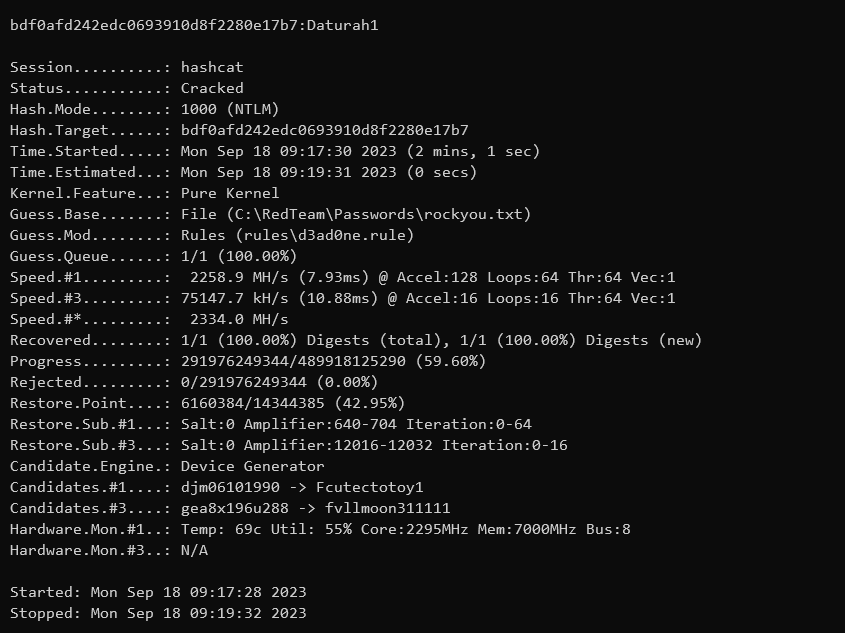 bdf0afd242edc0693910d8f2280e17b7:Daturah1
Session..........: hashcat
Status...........: Cracked
Hash.Mode........: 1000 (NTLM)
Hash.Target......: bdf0afd242edc0693910d8f2280e17b7
Time.Started.....: Mon Sep 18 09:17:30 2023 (2 mins, 1 sec)
Time.Estimated...: Mon Sep 18 09:19:31 2023 (0 secs)
Kernel.Feature...: Pure Kernel
Guess.Base.......: File (C:\RedTeam\Passwords\rockyou.txt)
Guess.Mod........: Rules (rules\d3ad0ne.rule)
Guess.Queue......: 1/1 (100.00%)
Speed.#1.........:  2258.9 MH/s (7.93ms) @ Accel:128 Loops:64 Thr:64 Vec:1
Speed.#3.........: 75147.7 kH/s (10.88ms) @ Accel:16 Loops:16 Thr:64 Vec:1
Speed.#*.........:  2334.0 MH/s
Recovered........: 1/1 (100.00%) Digests (total), 1/1 (100.00%) Digests (new)
Progress.........: 291976249344/489918125290 (59.60%)
Rejected.........: 0/291976249344 (0.00%)
Restore.Point....: 6160384/14344385 (42.95%)
Restore.Sub.#1...: Salt:0 Amplifier:640-704 Iteration:0-64
Restore.Sub.#3...: Salt:0 Amplifier:12016-12032 Iteration:0-16
Candidate.Engine.: Device Generator
Candidates.#1....: djm06101990 -> Fcutectotoy1
Candidates.#3....: gea8x196u288 -> fvllmoon311111
Hardware.Mon.#1..: Temp: 69c Util: 55% Core:2295MHz Mem:7000MHz Bus:8
Hardware.Mon.#3..: N/A
Started: Mon Sep 18 09:17:28 2023
Stopped: Mon Sep 18 09:19:32 2023